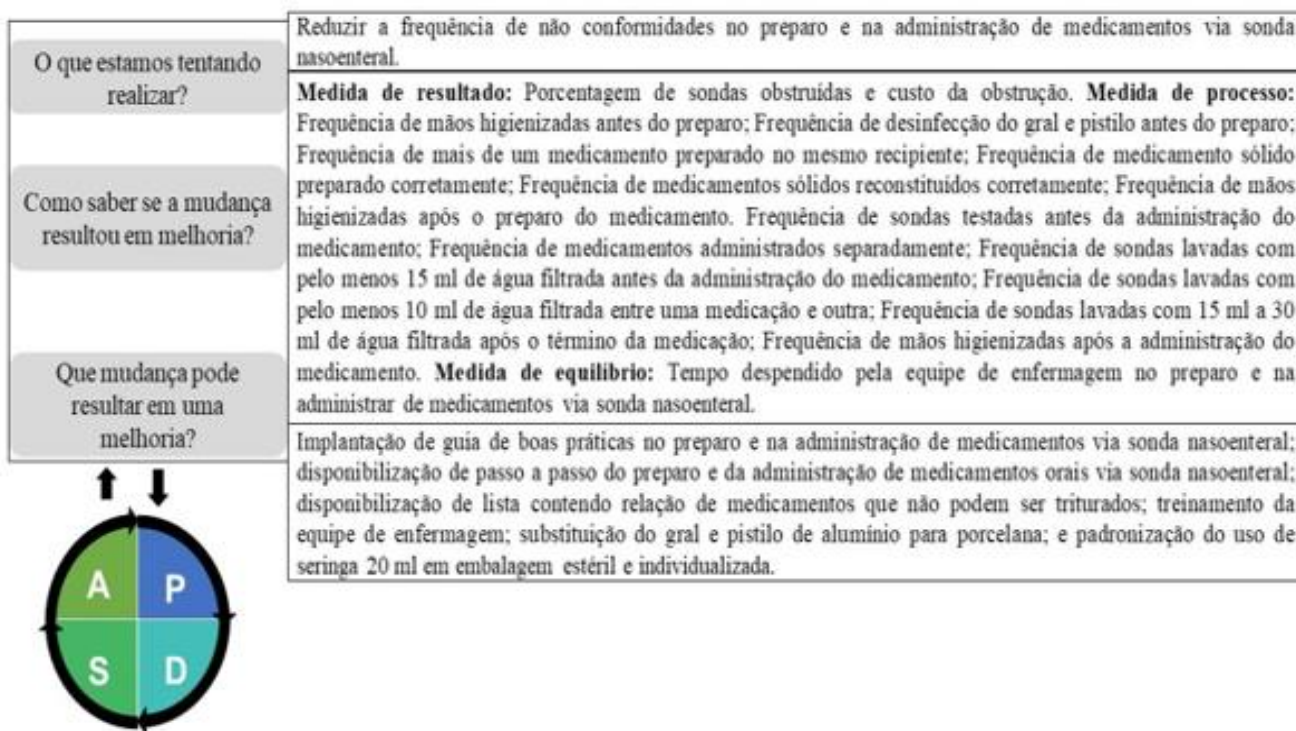 O que estamos tentando
realizar?
Reduzir a frequência de não conformidades no preparo e na administração de medicamentos via sonda
nasoenteral.
Como saber se a mudança
resultou em melhoria?
Medida de resultado: Porcentagem de sondas obstruídas e custo da obstrução. Medida de processo:
Frequência de mãos higienizadas antes do preparo; Frequência de desinfecção do gral e pistilo antes do preparo;
Frequência de mais de um medicamento preparado no mesmo recipiente; Frequência de medicamento sólido
preparado corretamente; Frequência de medicamentos sólidos reconstituídos corretamente; Frequência de mãos
higienizadas após o preparo do medicamento. Frequência de sondas testadas antes da administração do
medicamento; Frequência de medicamentos administrados separadamente; Frequência de sondas lavadas com
pelo menos 15 ml de água filtrada antes da administração do medicamento; Frequência de sondas lavadas com
pelo menos 10 ml de água filtrada entre uma medicação e outra; Frequência de sondas lavadas com 15 ml a 30
ml de água filtrada após o término da medicação; Frequência de mãos higienizadas após a administração do
medicamento. Medida de equilíbrio: Tempo despendido pela equipe de enfermagem no preparo e na
administrar de medicamentos via sonda nasoenteral.
Que mudança pode
resultar em uma
melhoria?
Implantação de guia de boas práticas no preparo e na administração de medicamentos via sonda nasoenteral;
disponibilização de passo a passo do preparo e da administração de medicamentos orais via sonda nasoenteral;
disponibilização de lista contendo relação de medicamentos que não podem ser triturados; treinamento da
equipe de enfermagem; substituição do gral e pistilo de alumínio para porcelana; e padronização do uso de
seringa 20 ml em embalagem estéril e individualizada.
A P
S D